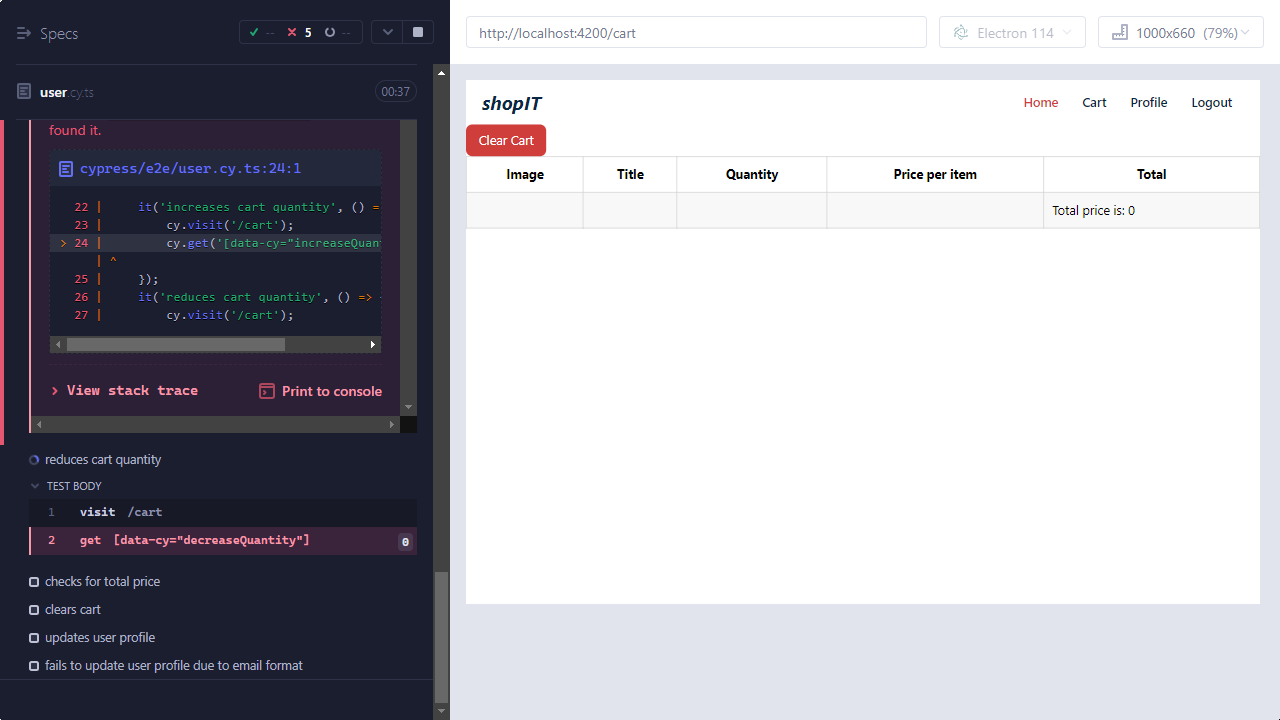 Specs
-- 5 --
user.cy.ts
00:37
found it.
cypress/e2e/user.cy.ts:24:1
22 | it('increases cart quantity', () =
23 | cy.visit('/cart');
> 24 | cy.get('[data-cy="increaseQuan
| ^
25 | });
26 | it('reduces cart quantity', () =>
27 | cy.visit('/cart');
> View stack trace
Print to console
reduces cart quantity
TEST BODY
1 visit /cart
2 get [data-cy="decreaseQuantity"] 0
checks for total price
clears cart
updates user profile
fails to update user profile due to email format
http://localhost:4200/cart
Electron 114
1000x660 (79%)
shopIT
Home Cart Profile Logout
Clear Cart
Image Title Quantity Price per item Total
Total price is: 0